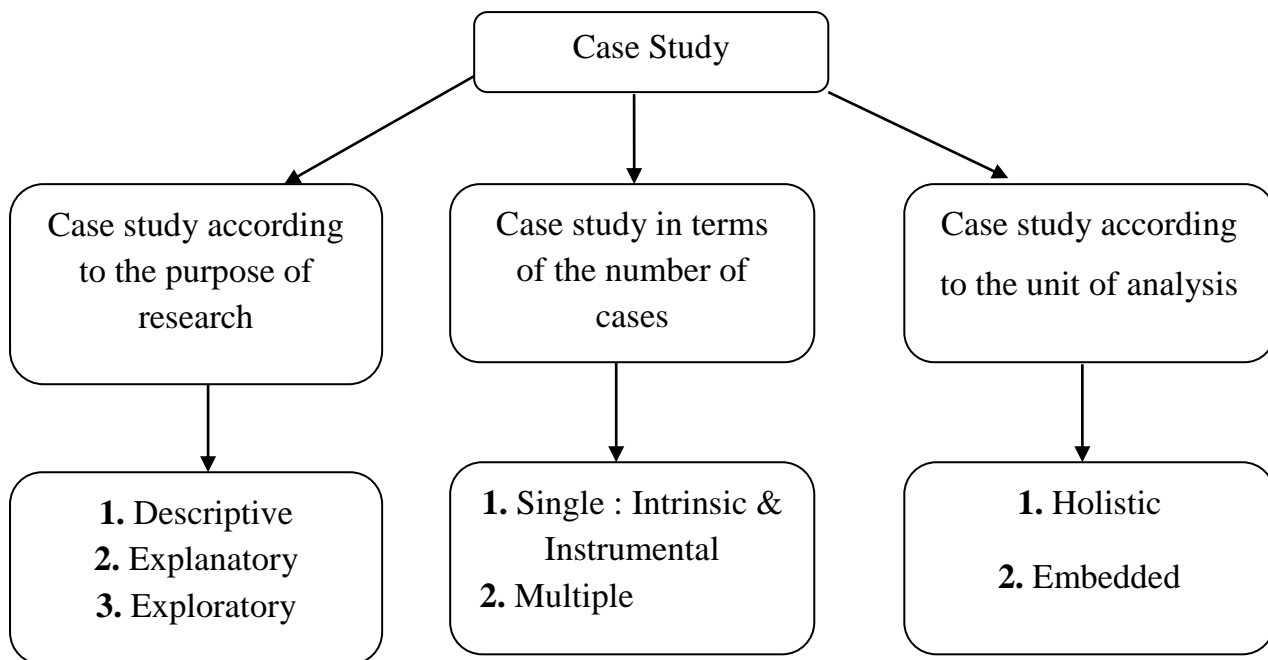 Case Study
Case study according
to the purpose of
research
Case study in terms
of the number of
cases
Case study according
to the unit of analysis
1. Descriptive
2. Explanatory
3. Exploratory
1. Single : Intrinsic &
Instrumental
2. Multiple
1. Holistic
2. Embedded